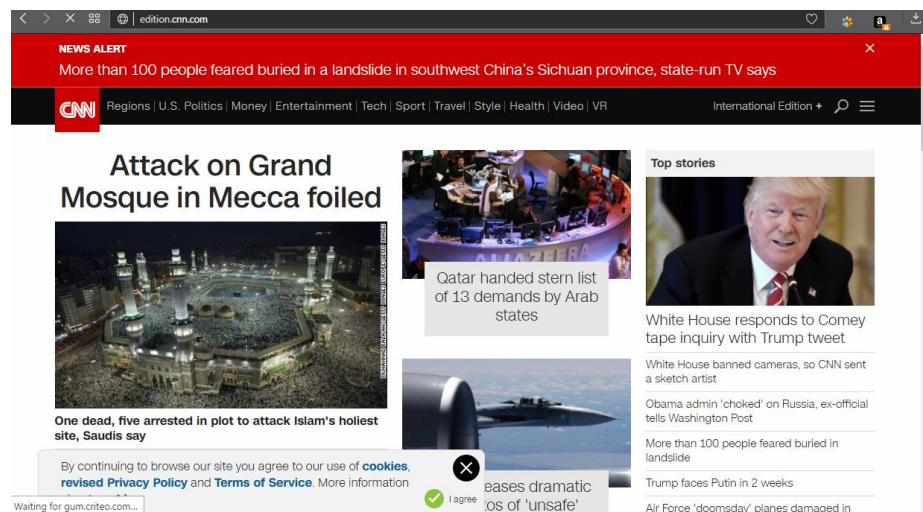 edition.cnn.com
NEWS ALERT
More than 100 people feared buried in a landslide in southwest China's Sichuan province, state-run TV says
CNN
Regions | U.S. Politics | Money | Entertainment | Tech | Sport | Travel | Style | Health | Video | VR
International Edition +
Attack on Grand
Mosque in Mecca foiled
One dead, five arrested in plot to attack Islam's holiest
site, Saudis say
Qatar handed stern list
of 13 demands by Arab
states
eases dramatic
os of 'unsafe'
Top stories
White House responds to Comey
tape inquiry with Trump tweet
White House banned cameras, so CNN sent
a sketch artist
Obama admin 'choked' on Russia, ex-official
tells Washington Post
More than 100 people feared buried in
landslide
Trump faces Putin in 2 weeks
Air Force 'doomsday' planes damaged in
By continuing to browse our site you agree to our use of cookies,
revised Privacy Policy and Terms of Service. More information
I agree
Waiting for gum.criteo.com...